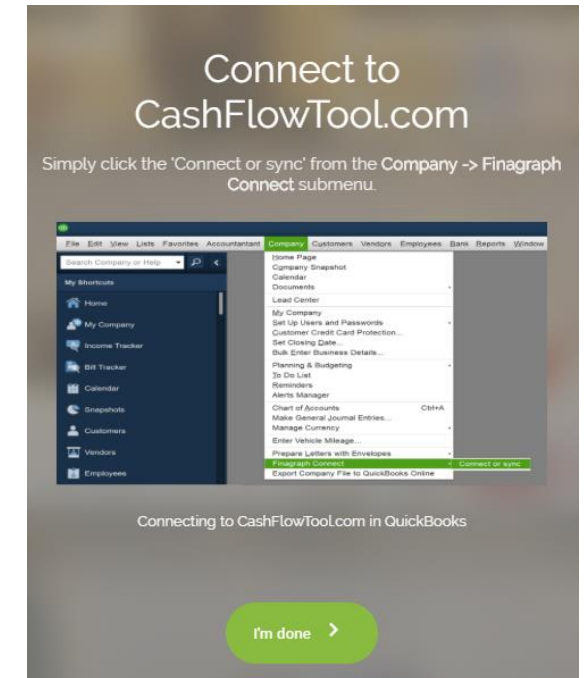 Connect to
CashFlowTool.com
Simply click the 'Connect or sync' from the Company -> Finagraph
Connect submenu.
File Edit View Lists Favorites Accountantant Company Customers Vendors Employees Bank Reports Window
Search Company or Help
My Shortcuts
Home
My Company
Income Tracker
Bill Tracker
Calendar
Snapshots
Customers
Vendors
Employees
Home Page
Company Snapshot
Calendar
Documents
Lead Center
My Company
Set Up Users and Passwords
Customer Credit Card Protection...
Set Closing Date...
Bulk Enter Business Details...
Planning & Budgeting
To Do List
Reminders
Alerts Manager
Chart of Accounts Ctrl+A
Make General Journal Entries...
Manage Currency
Enter Vehicle Mileage...
Prepare Letters with Envelopes
Finagraph Connect Connect or sync
Export Company File to QuickBooks Online
Connecting to CashFlowTool.com in QuickBooks
I'm done